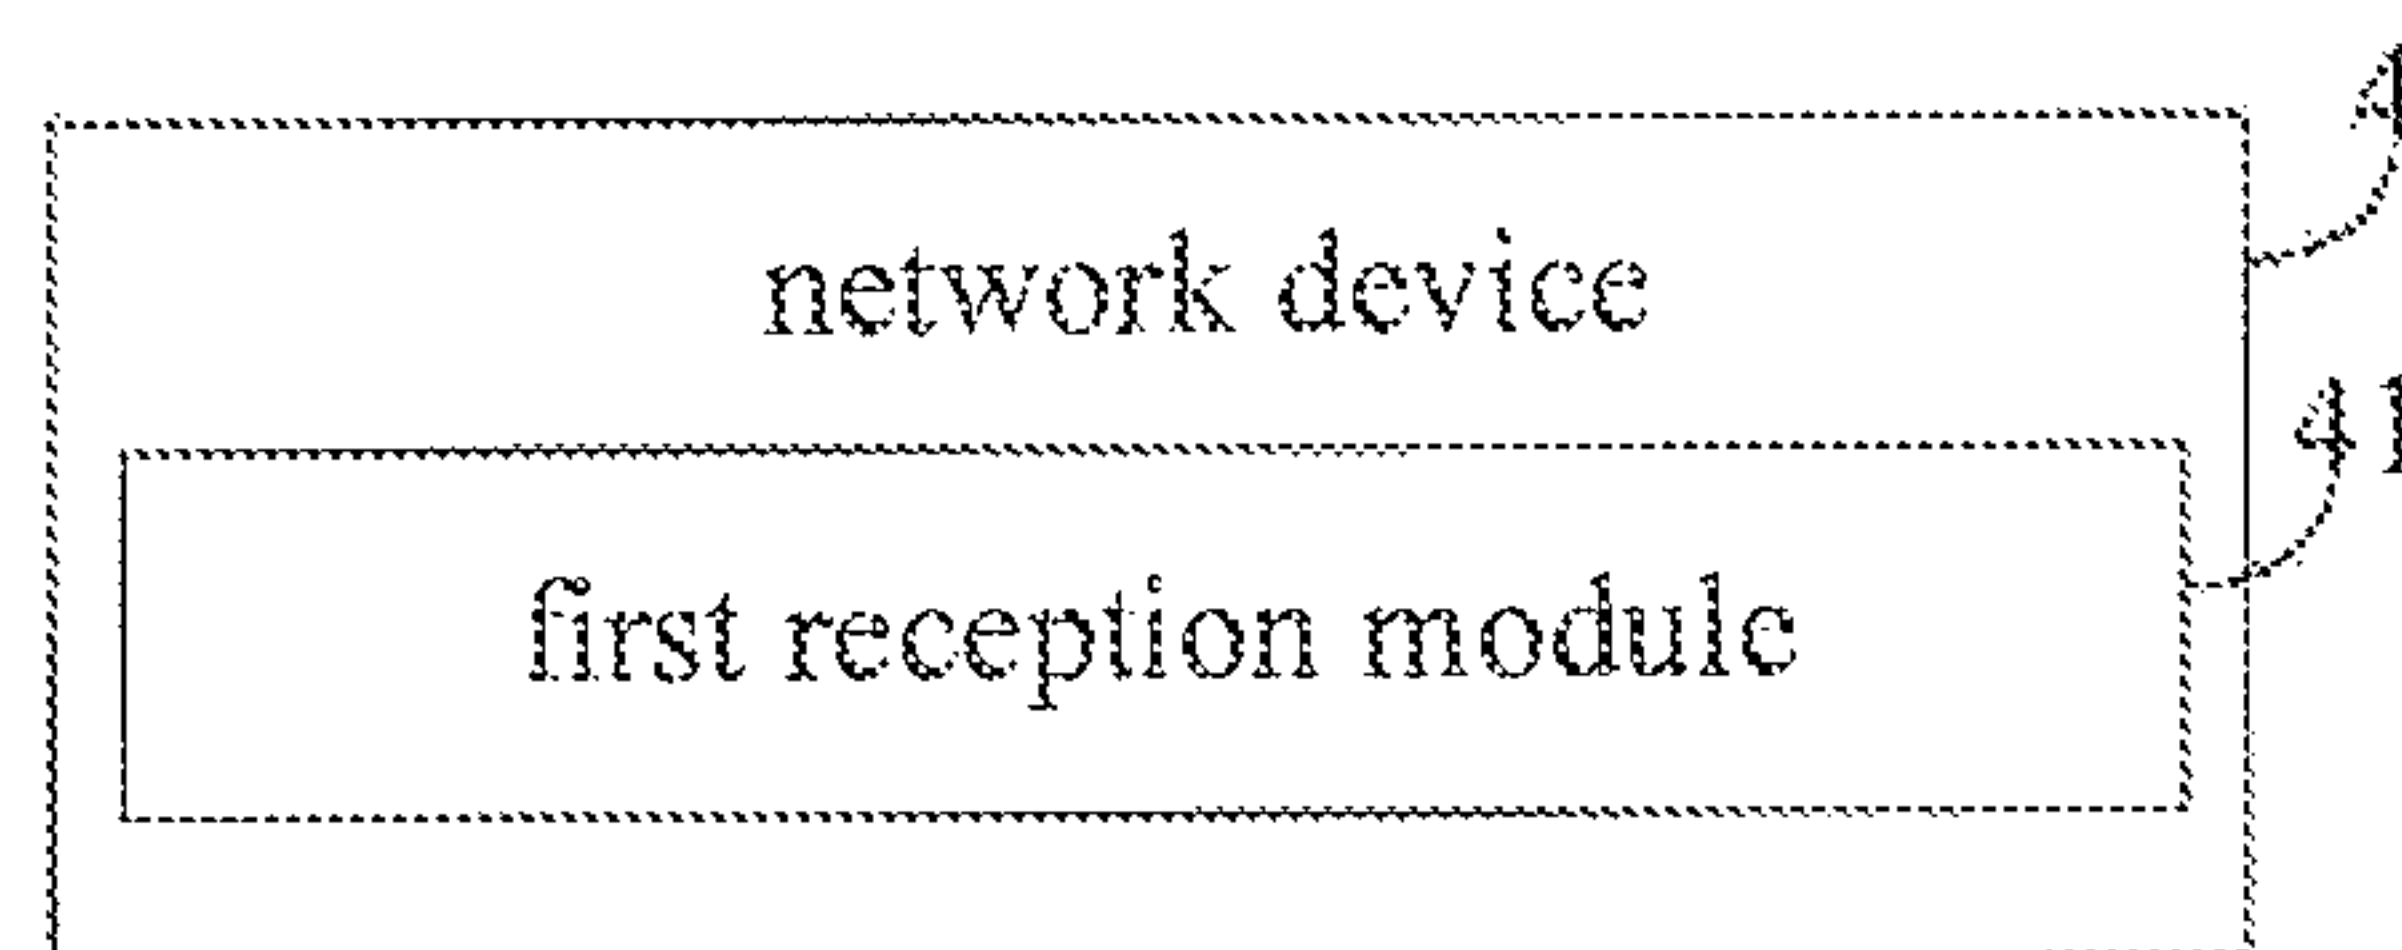 network device
first reception module